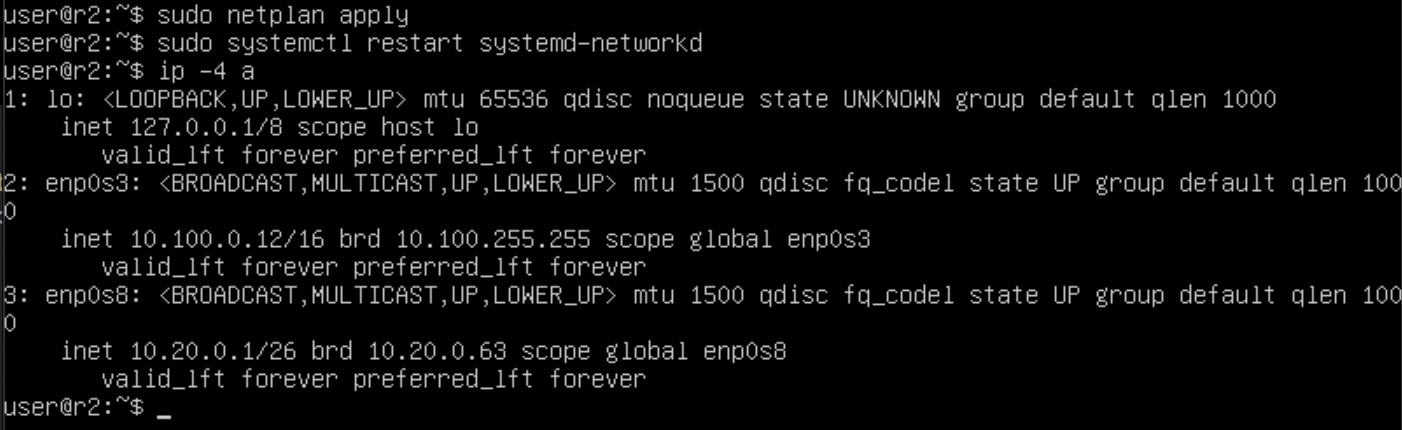 user@r2:~$ sudo netplan apply
user@r2:~$ sudo systemctl restart systemd-networkd
user@r2:~$ ip -4 a
1: lo: <LOOPBACK,UP,LOWER_UP> mtu 65536 qdisc noqueue state UNKNOWN group default qlen 1000
    inet 127.0.0.1/8 scope host lo
       valid_lft forever preferred_lft forever
2: enp0s3: <BROADCAST,MULTICAST,UP,LOWER_UP> mtu 1500 qdisc fq_codel state UP group default qlen 100
0
    inet 10.100.0.12/16 brd 10.100.255.255 scope global enp0s3
       valid_lft forever preferred_lft forever
3: enp0s8: <BROADCAST,MULTICAST,UP,LOWER_UP> mtu 1500 qdisc fq_codel state UP group default qlen 100
0
    inet 10.20.0.1/26 brd 10.20.0.63 scope global enp0s8
       valid_lft forever preferred_lft forever
user@r2:~$ _